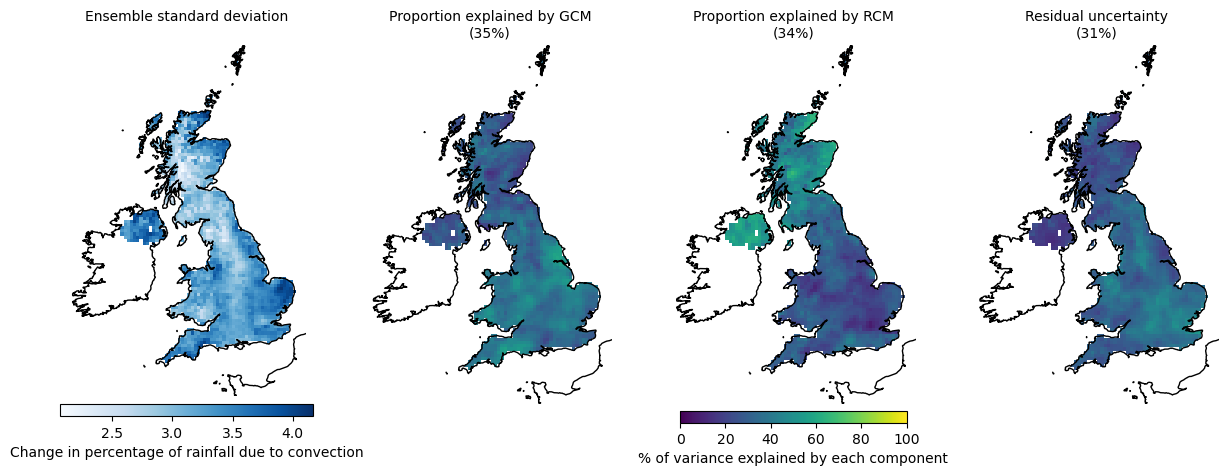 Ensemble standard deviation
Proportion explained by GCM
(35%)
Proportion explained by RCM
(34%)
Residual uncertainty
(31%)
2.5 3.0 3.5 4.0
Change in percentage of rainfall due to convection
0 20 40 60 80 100
% of variance explained by each component